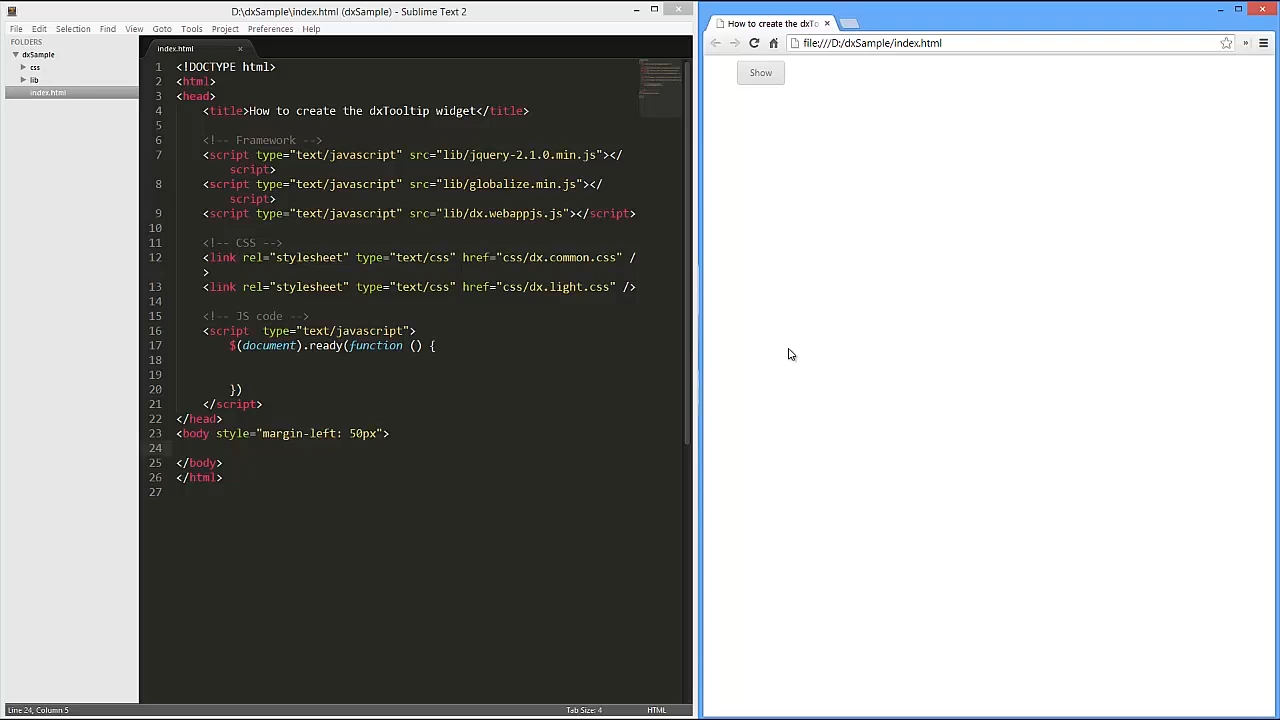 D:\dxSample\index.html (dxSample) - Sublime Text 2
File Edit Selection Find View Goto Tools Project Preferences Help
FOLDERS
dxSample
css
lib
index.html
index.html
1 <!DOCTYPE html>
2 <html>
3 <head>
4 <title>How to create the dxTooltip widget</title>
5
6 <!-- Framework -->
7 <script type="text/javascript" src="lib/jquery-2.1.0.min.js"></
script>
8 <script type="text/javascript" src="lib/globalize.min.js"></
script>
9 <script type="text/javascript" src="lib/dx.webappjs.js"></script>
10
11 <!-- CSS -->
12 <link rel="stylesheet" type="text/css" href="css/dx.common.css" /
>
13 <link rel="stylesheet" type="text/css" href="css/dx.light.css" />
14
15 <!-- JS code -->
16 <script  type="text/javascript">
17 $(document).ready(function () {
18
19
20 })
21 </script>
22 </head>
23 <body style="margin-left: 50px">
24
25 </body>
26 </html>
27
Line 24, Column 5
Tab Size: 4
HTML
How to create the dxTo
file:///D:/dxSample/index.html
Show